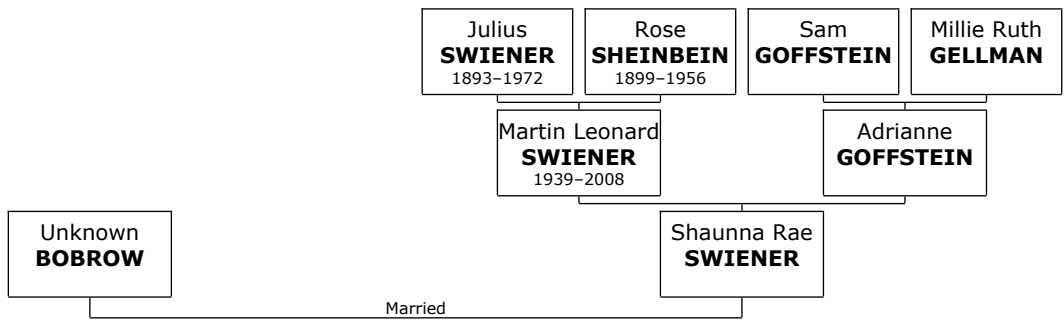 Julius
SWIENER
1893–1972
Rose
SHEINBEIN
1899–1956
Sam
GOFFSTEIN
Millie Ruth
GELLMAN
Martin Leonard
SWIENER
1939–2008
Adrianne
GOFFSTEIN
Unknown
BOBROW
Shaunna Rae
SWIENER
Married